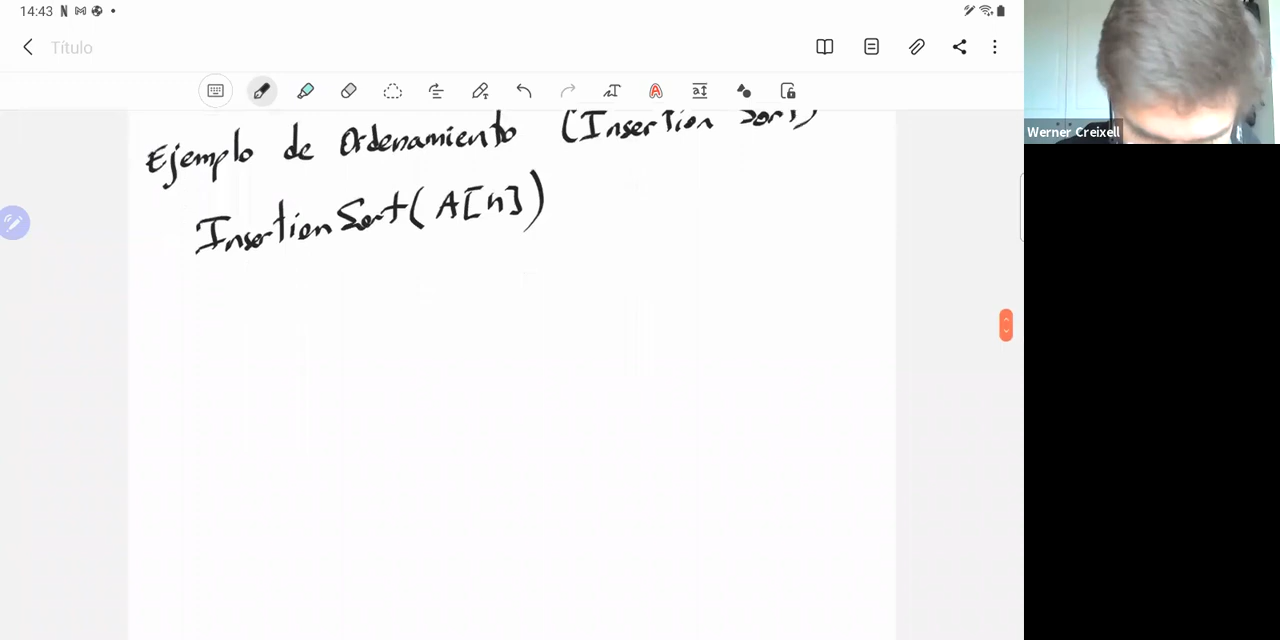 14:43
Título
Werner Creixell
Ejemplo de Ordenamiento (Insertion Sort)
InsertionSort(A[n])